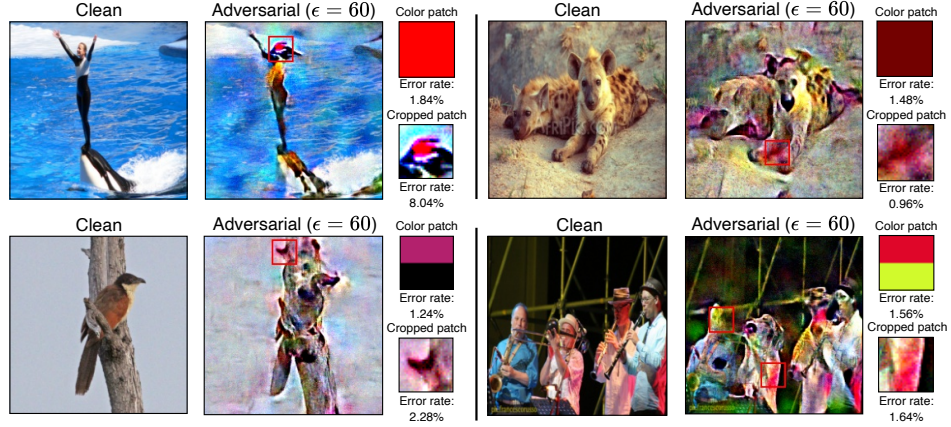 Clean
Adversarial (ϵ = 60)
Color patch
Error rate:
1.84%
Cropped patch
Error rate:
8.04%
Clean
Adversarial (ϵ = 60)
Color patch
Error rate:
1.48%
Cropped patch
Error rate:
0.96%
Clean
Adversarial (ϵ = 60)
Color patch
Error rate:
1.24%
Cropped patch
Error rate:
2.28%
Clean
Adversarial (ϵ = 60)
Color patch
Error rate:
1.56%
Cropped patch
Error rate:
1.64%